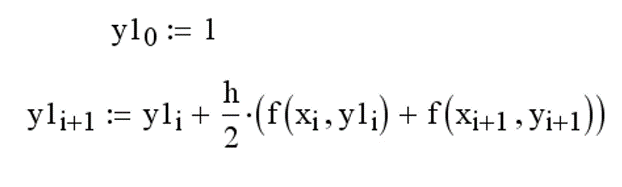 y1₀ := 1
y1ᵢ₊₁ := y1ᵢ + h/2 · (f(xᵢ , y1ᵢ) + f(xᵢ₊₁ , yᵢ₊₁))